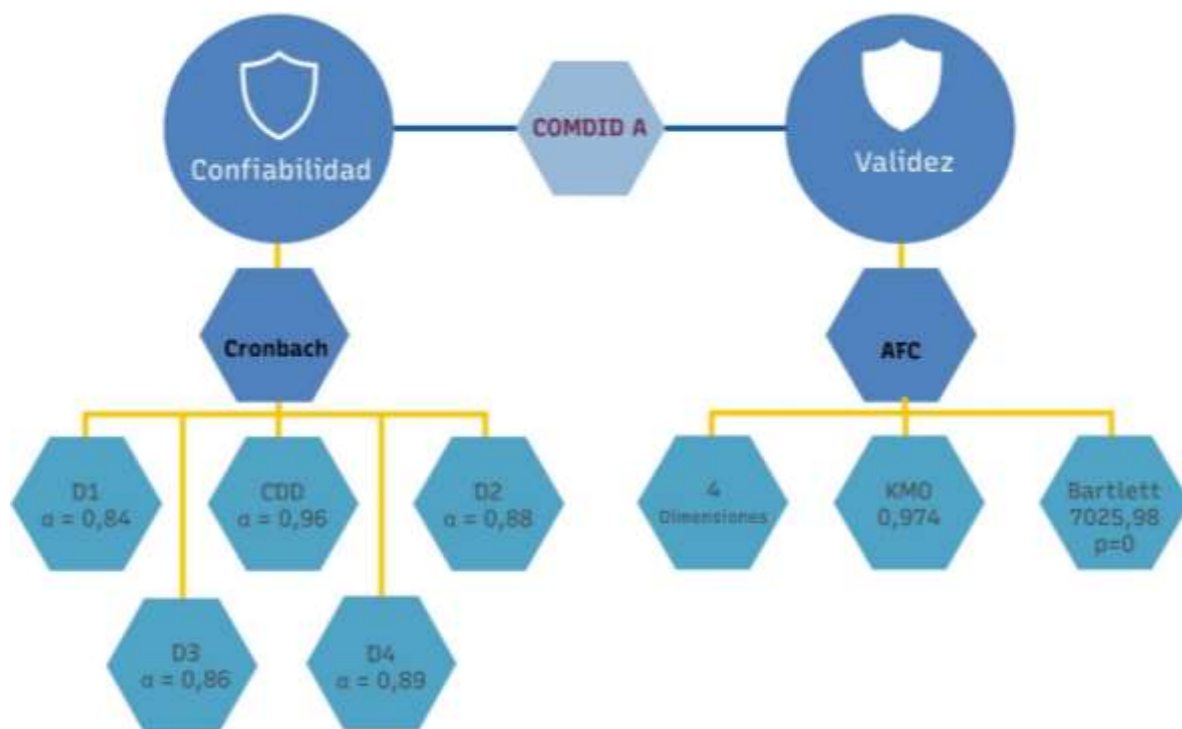 Confiabilidad
COMDID A
Validez
Cronbach
AFC
D1
α = 0,84
CDD
α = 0,96
D2
α = 0,88
4
Dimensiones
KMO
0,974
Bartlett
7025,98
p=0
D3
α = 0,86
D4
α = 0,89